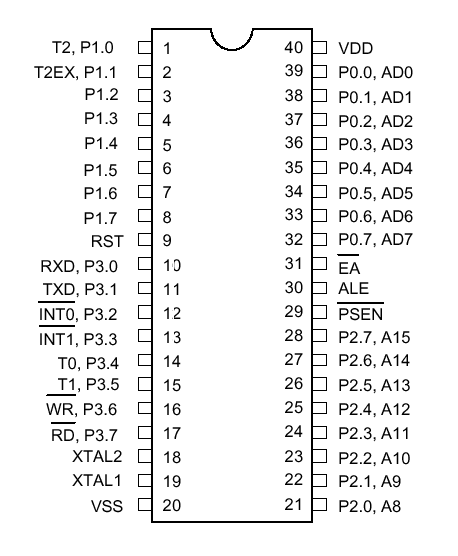 T2, P1.0 1 40 VDD
T2EX, P1.1 2 39 P0.0, AD0
P1.2 3 38 P0.1, AD1
P1.3 4 37 P0.2, AD2
P1.4 5 36 P0.3, AD3
P1.5 6 35 P0.4, AD4
P1.6 7 34 P0.5, AD5
P1.7 8 33 P0.6, AD6
RST 9 32 P0.7, AD7
RXD, P3.0 10 31 E̅A̅
TXD, P3.1 11 30 ALE
I̅N̅T̅0̅, P3.2 12 29 P̅S̅E̅N̅
I̅N̅T̅1̅, P3.3 13 28 P2.7, A15
T0, P3.4 14 27 P2.6, A14
T1, P3.5 15 26 P2.5, A13
W̅R̅, P3.6 16 25 P2.4, A12
R̅D̅, P3.7 17 24 P2.3, A11
XTAL2 18 23 P2.2, A10
XTAL1 19 22 P2.1, A9
VSS 20 21 P2.0, A8